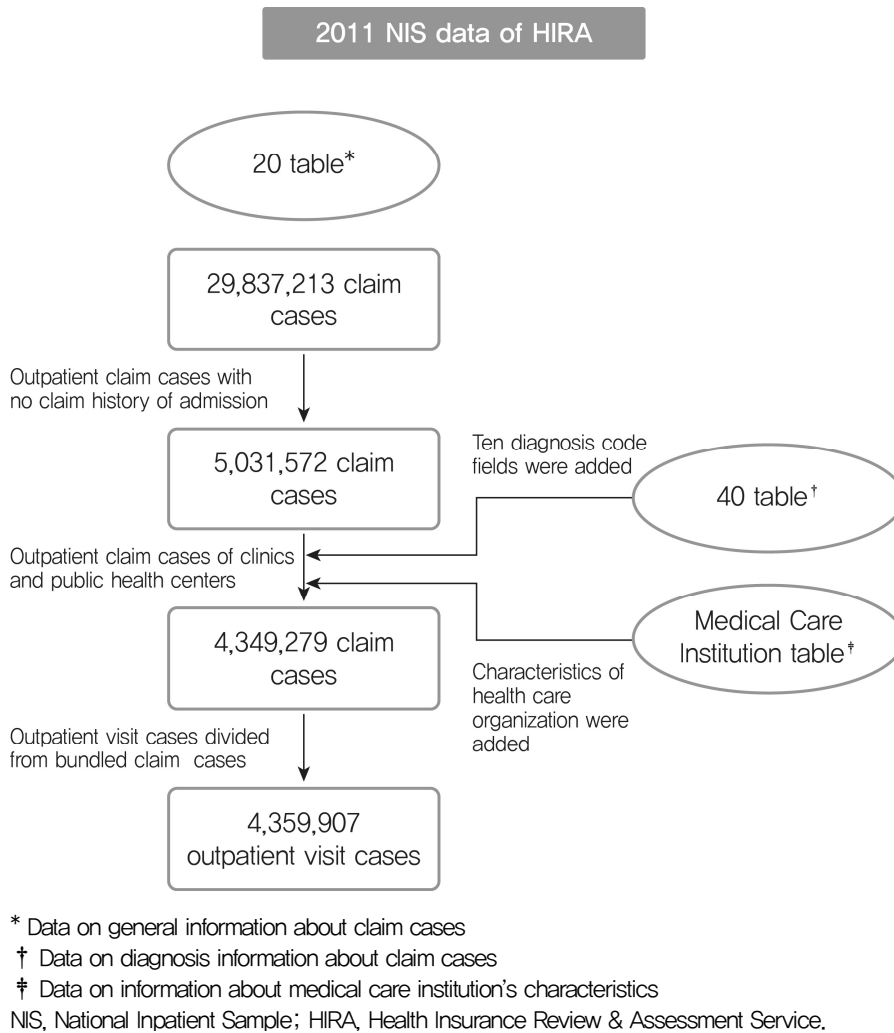 2011 NIS data of HIRA
20 table*
29,837,213 claim
cases
Outpatient claim cases with
no claim history of admission
5,031,572 claim
cases
Ten diagnosis code
fields were added
40 table†
Outpatient claim cases of clinics
and public health centers
Medical Care
Institution table‡
4,349,279 claim
cases
Characteristics of
health care
organization were
added
Outpatient visit cases divided
from bundled claim cases
4,359,907
outpatient visit cases
* Data on general information about claim cases
† Data on diagnosis information about claim cases
‡ Data on information about medical care institution's characteristics
NIS, National Inpatient Sample; HIRA, Health Insurance Review & Assessment Service.